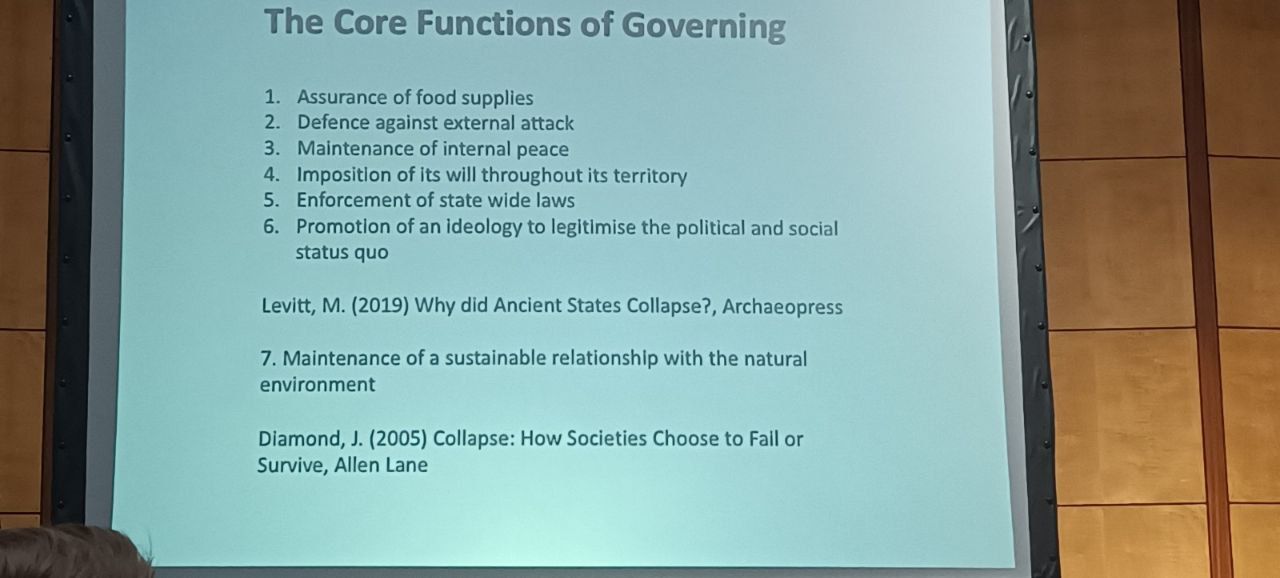 The Core Functions of Governing
1. Assurance of food supplies
2. Defence against external attack
3. Maintenance of internal peace
4. Imposition of its will throughout its territory
5. Enforcement of state wide laws
6. Promotion of an ideology to legitimise the political and social
status quo
Levitt, M. (2019) Why did Ancient States Collapse?, Archaeopress
7. Maintenance of a sustainable relationship with the natural
environment
Diamond, J. (2005) Collapse: How Societies Choose to Fail or
Survive, Allen Lane